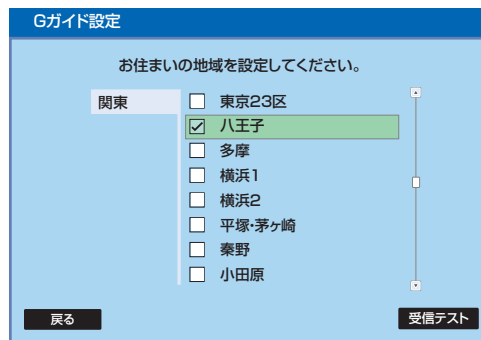 Gガイド設定
お住まいの地域を設定してください。
関東
東京23区
八王子
多摩
横浜1
横浜2
平塚・茅ヶ崎
秦野
小田原
戻る
受信テスト